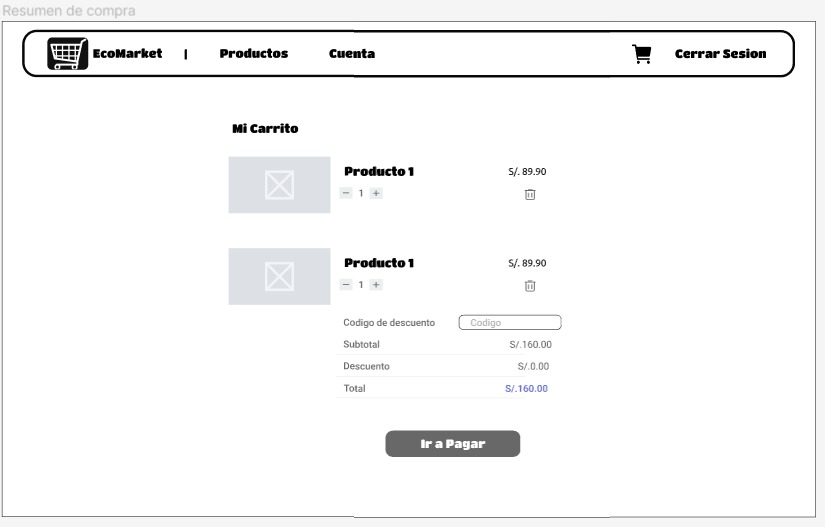 Resumen de compra
EcoMarket | Productos Cuenta Cerrar Sesion
Mi Carrito
Producto 1 S/. 89.90
− 1 +
Producto 1 S/. 89.90
− 1 +
Codigo de descuento Codigo
Subtotal S/.160.00
Descuento S/.0.00
Total S/.160.00
Ir a Pagar